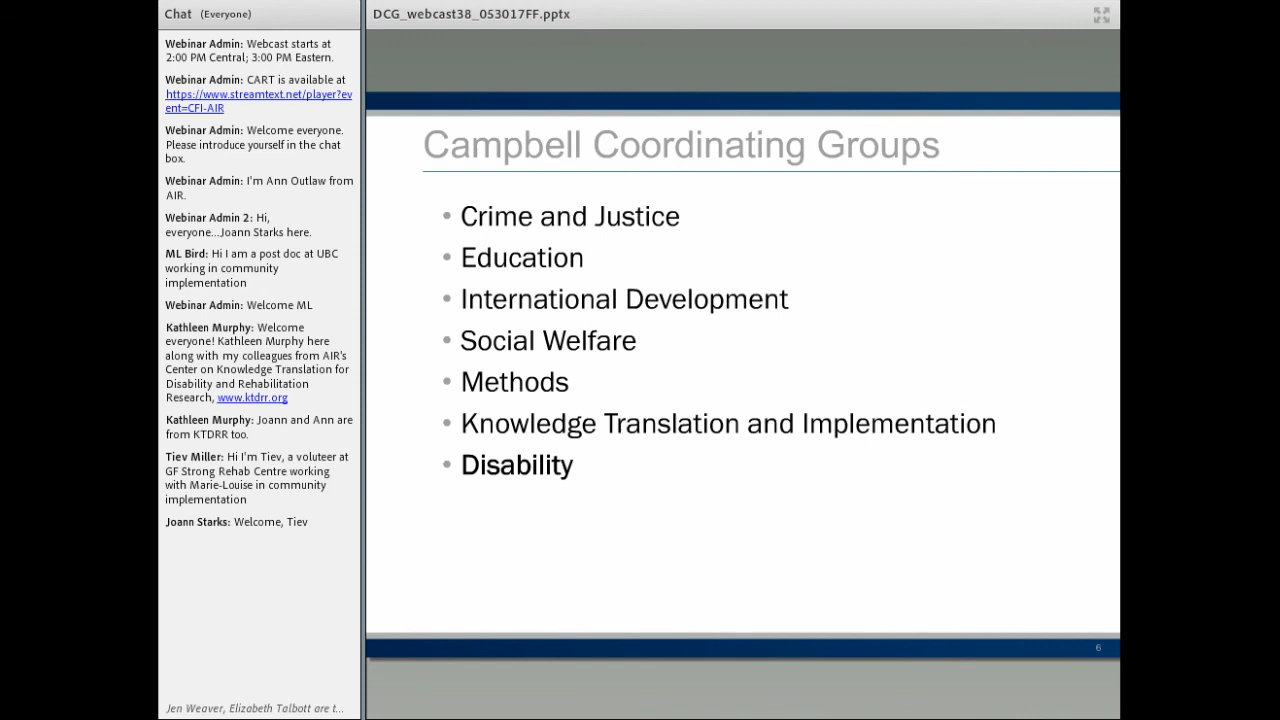 Chat (Everyone)
Webinar Admin: Webcast starts at
2:00 PM Central; 3:00 PM Eastern.
Webinar Admin: CART is available at
https://www.streamtext.net/player?ev
ent=CFI-AIR
Webinar Admin: Welcome everyone.
Please introduce yourself in the chat
box.
Webinar Admin: I'm Ann Outlaw from
AIR.
Webinar Admin 2: Hi,
everyone...Joann Starks here.
ML Bird: Hi I am a post doc at UBC
working in community
implementation
Webinar Admin: Welcome ML
Kathleen Murphy: Welcome
everyone! Kathleen Murphy here
along with my colleagues from AIR's
Center on Knowledge Translation for
Disability and Rehabilitation
Research, www.ktdrr.org
Kathleen Murphy: Joann and Ann are
from KTDRR too.
Tiev Miller: Hi I'm Tiev, a voluteer at
GF Strong Rehab Centre working
with Marie-Louise in community
implementation
Joann Starks: Welcome, Tiev
Jen Weaver, Elizabeth Talbott are t...
DCG_webcast38_053017FF.pptx
Campbell Coordinating Groups
• Crime and Justice
• Education
• International Development
• Social Welfare
• Methods
• Knowledge Translation and Implementation
• Disability
6